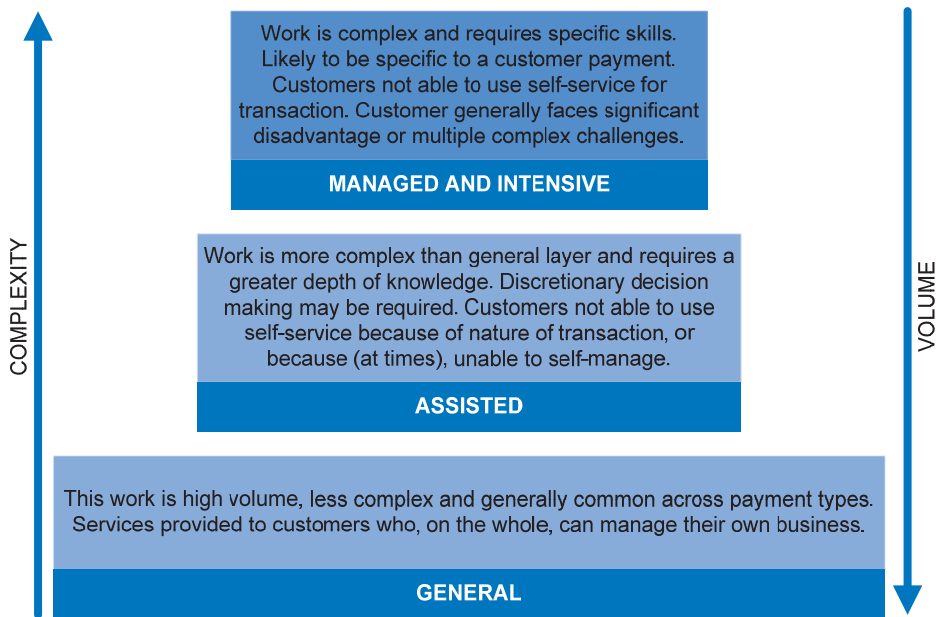 Work is complex and requires specific skills.
Likely to be specific to a customer payment.
Customers not able to use self-service for
transaction. Customer generally faces significant
disadvantage or multiple complex challenges.
MANAGED AND INTENSIVE
COMPLEXITY
VOLUME
Work is more complex than general layer and requires a
greater depth of knowledge. Discretionary decision
making may be required. Customers not able to use
self-service because of nature of transaction, or
because (at times), unable to self-manage.
ASSISTED
This work is high volume, less complex and generally common across payment types.
Services provided to customers who, on the whole, can manage their own business.
GENERAL